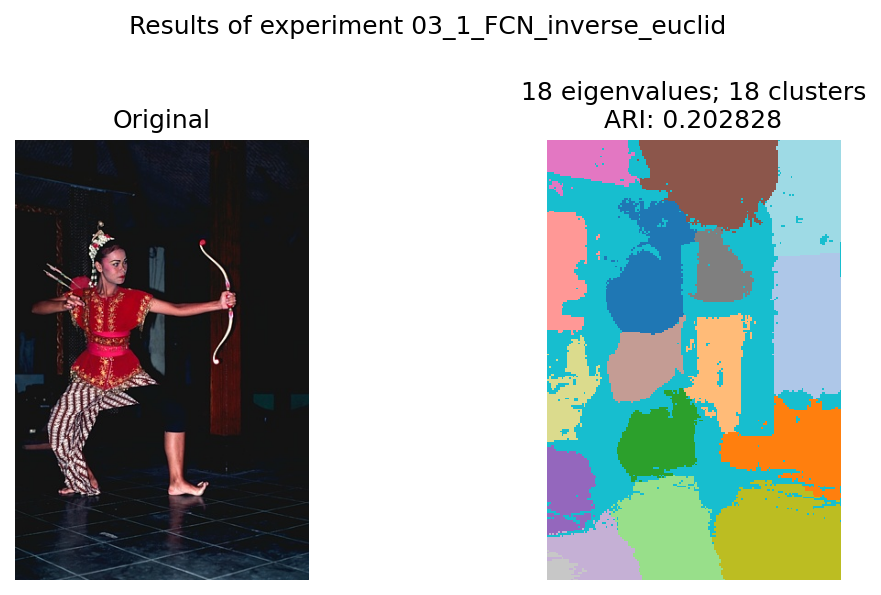 Results of experiment 03_1_FCN_inverse_euclid
Original
18 eigenvalues; 18 clusters
ARI: 0.202828